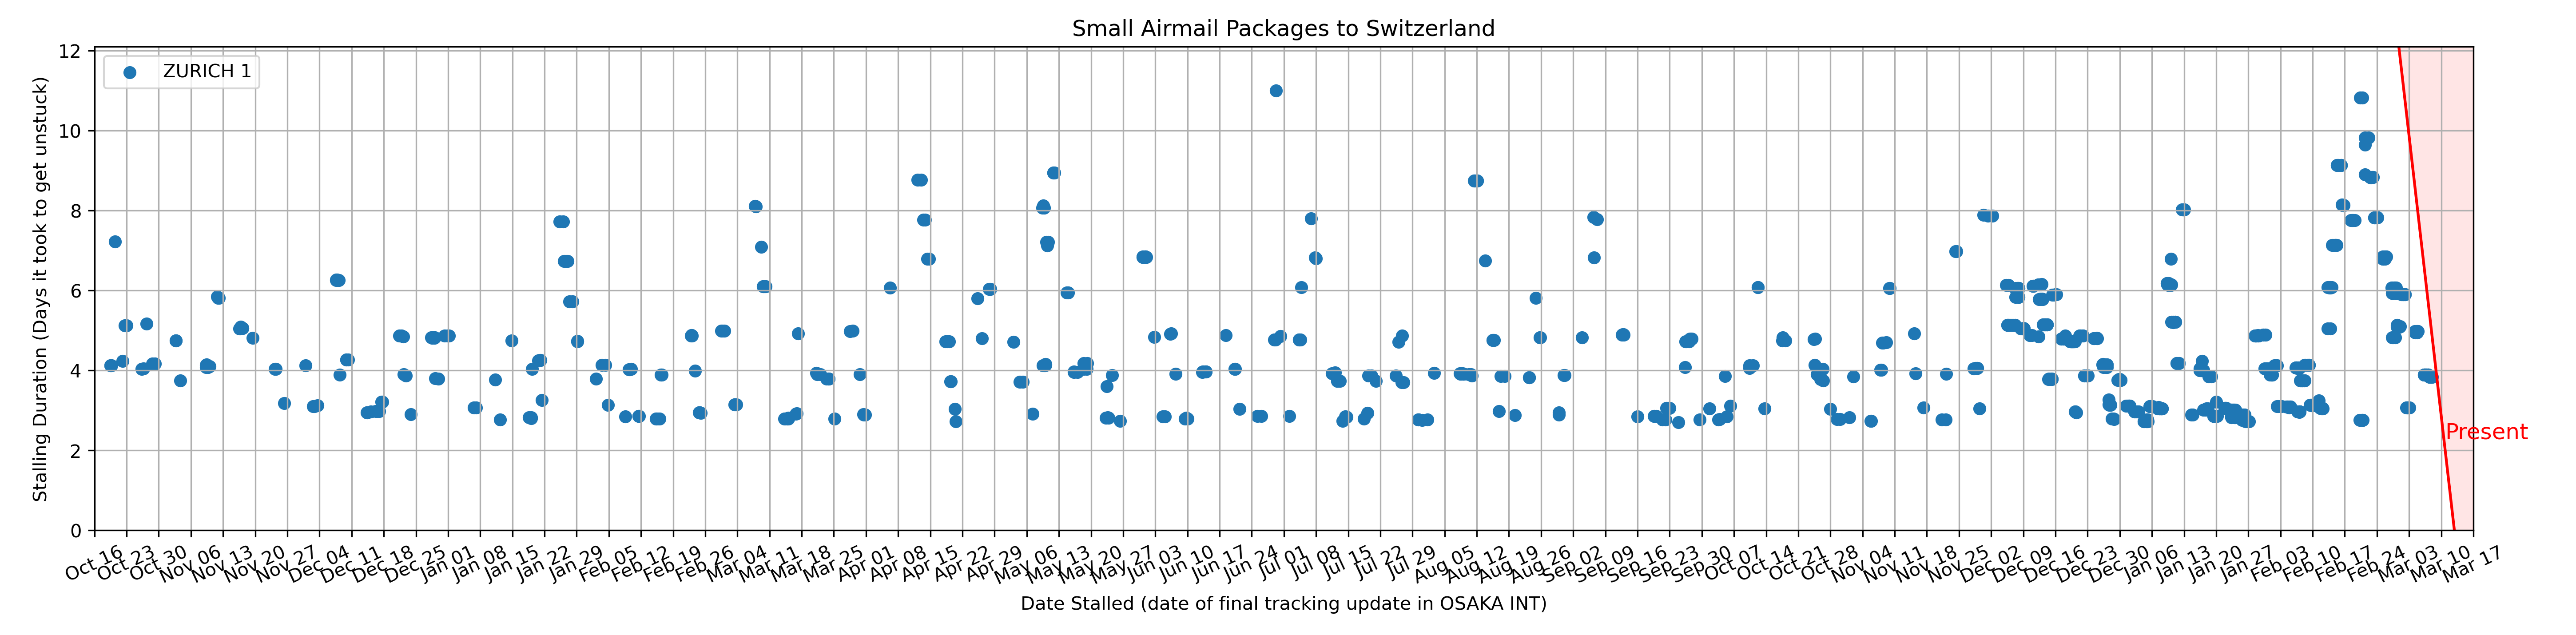 Small Airmail Packages to Switzerland
ZURICH 1
Stalling Duration (Days it took to get unstuck)
12
10
8
6
4
2
0
Present
Oct 16 Oct 23 Oct 30 Nov 06 Nov 13 Nov 20 Nov 27 Dec 04 Dec 11 Dec 18 Dec 25 Jan 01 Jan 08 Jan 15 Jan 22 Jan 29 Feb 05 Feb 12 Feb 19 Feb 26 Mar 04 Mar 11 Mar 18 Mar 25 Apr 01 Apr 08 Apr 15 Apr 22 Apr 29 May 06 May 13 May 20 May 27 Jun 03 Jun 10 Jun 17 Jun 24 Jul 01 Jul 08 Jul 15 Jul 22 Jul 29 Aug 05 Aug 12 Aug 19 Aug 26 Sep 02 Sep 09 Sep 16 Sep 23 Sep 30 Oct 07 Oct 14 Oct 21 Oct 28 Nov 04 Nov 11 Nov 18 Nov 25 Dec 02 Dec 09 Dec 16 Dec 23 Dec 30 Jan 06 Jan 13 Jan 20 Jan 27 Feb 03 Feb 10 Feb 17 Feb 24 Mar 03 Mar 10 Mar 17
Date Stalled (date of final tracking update in OSAKA INT)